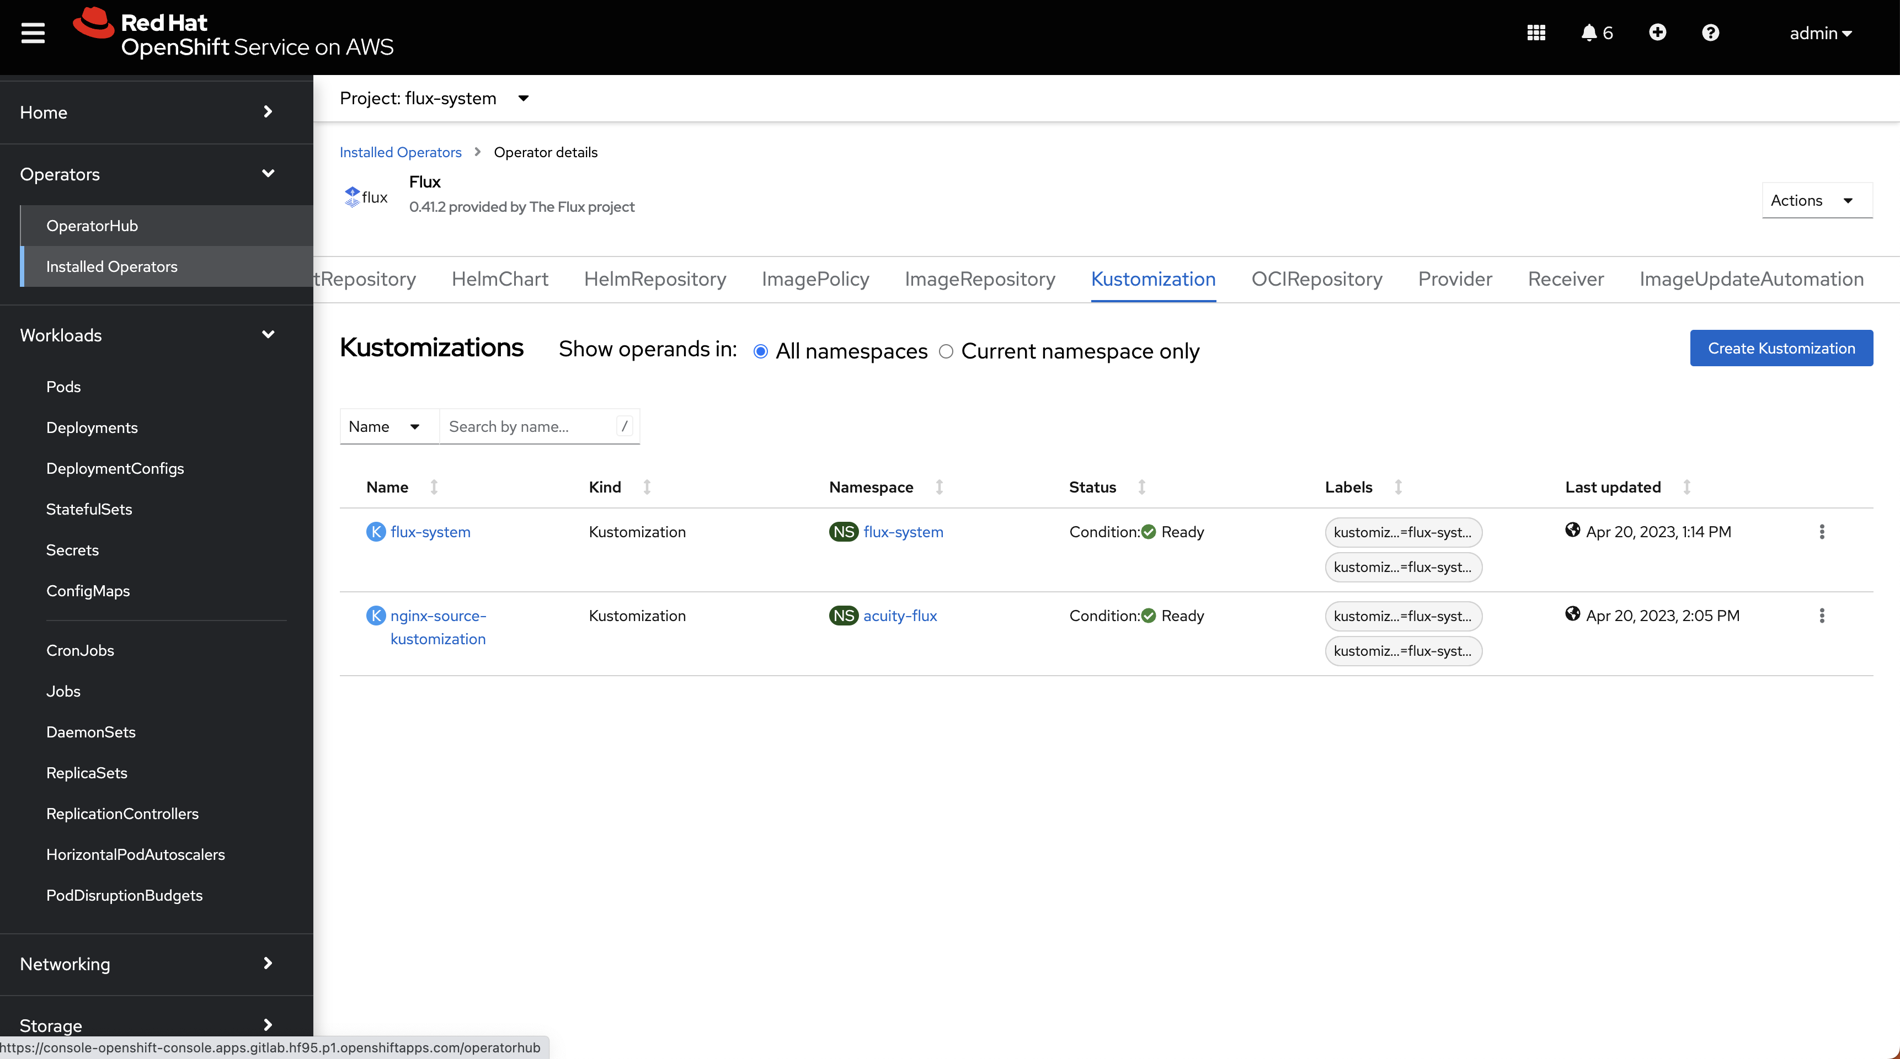 Red Hat
OpenShift Service on AWS
6
admin
Home
Operators
OperatorHub
Installed Operators
Workloads
Pods
Deployments
DeploymentConfigs
StatefulSets
Secrets
ConfigMaps
CronJobs
Jobs
DaemonSets
ReplicaSets
ReplicationControllers
HorizontalPodAutoscalers
PodDisruptionBudgets
Networking
Storage
https://console-openshift-console.apps.gitlab.hf95.p1.openshiftapps.com/operatorhub
Project: flux-system
Installed Operators > Operator details
flux
Flux
0.41.2 provided by The Flux project
Actions
tRepository HelmChart HelmRepository ImagePolicy ImageRepository Kustomization OCIRepository Provider Receiver ImageUpdateAutomation
Kustomizations Show operands in: All namespaces Current namespace only
Create Kustomization
Name Search by name... /
Name Kind Namespace Status Labels Last updated
K flux-system Kustomization NS flux-system Condition: Ready kustomiz...=flux-syst... Apr 20, 2023, 1:14 PM
kustomiz...=flux-syst...
K nginx-source- Kustomization NS acuity-flux Condition: Ready kustomiz...=flux-syst... Apr 20, 2023, 2:05 PM
kustomization
kustomiz...=flux-syst...